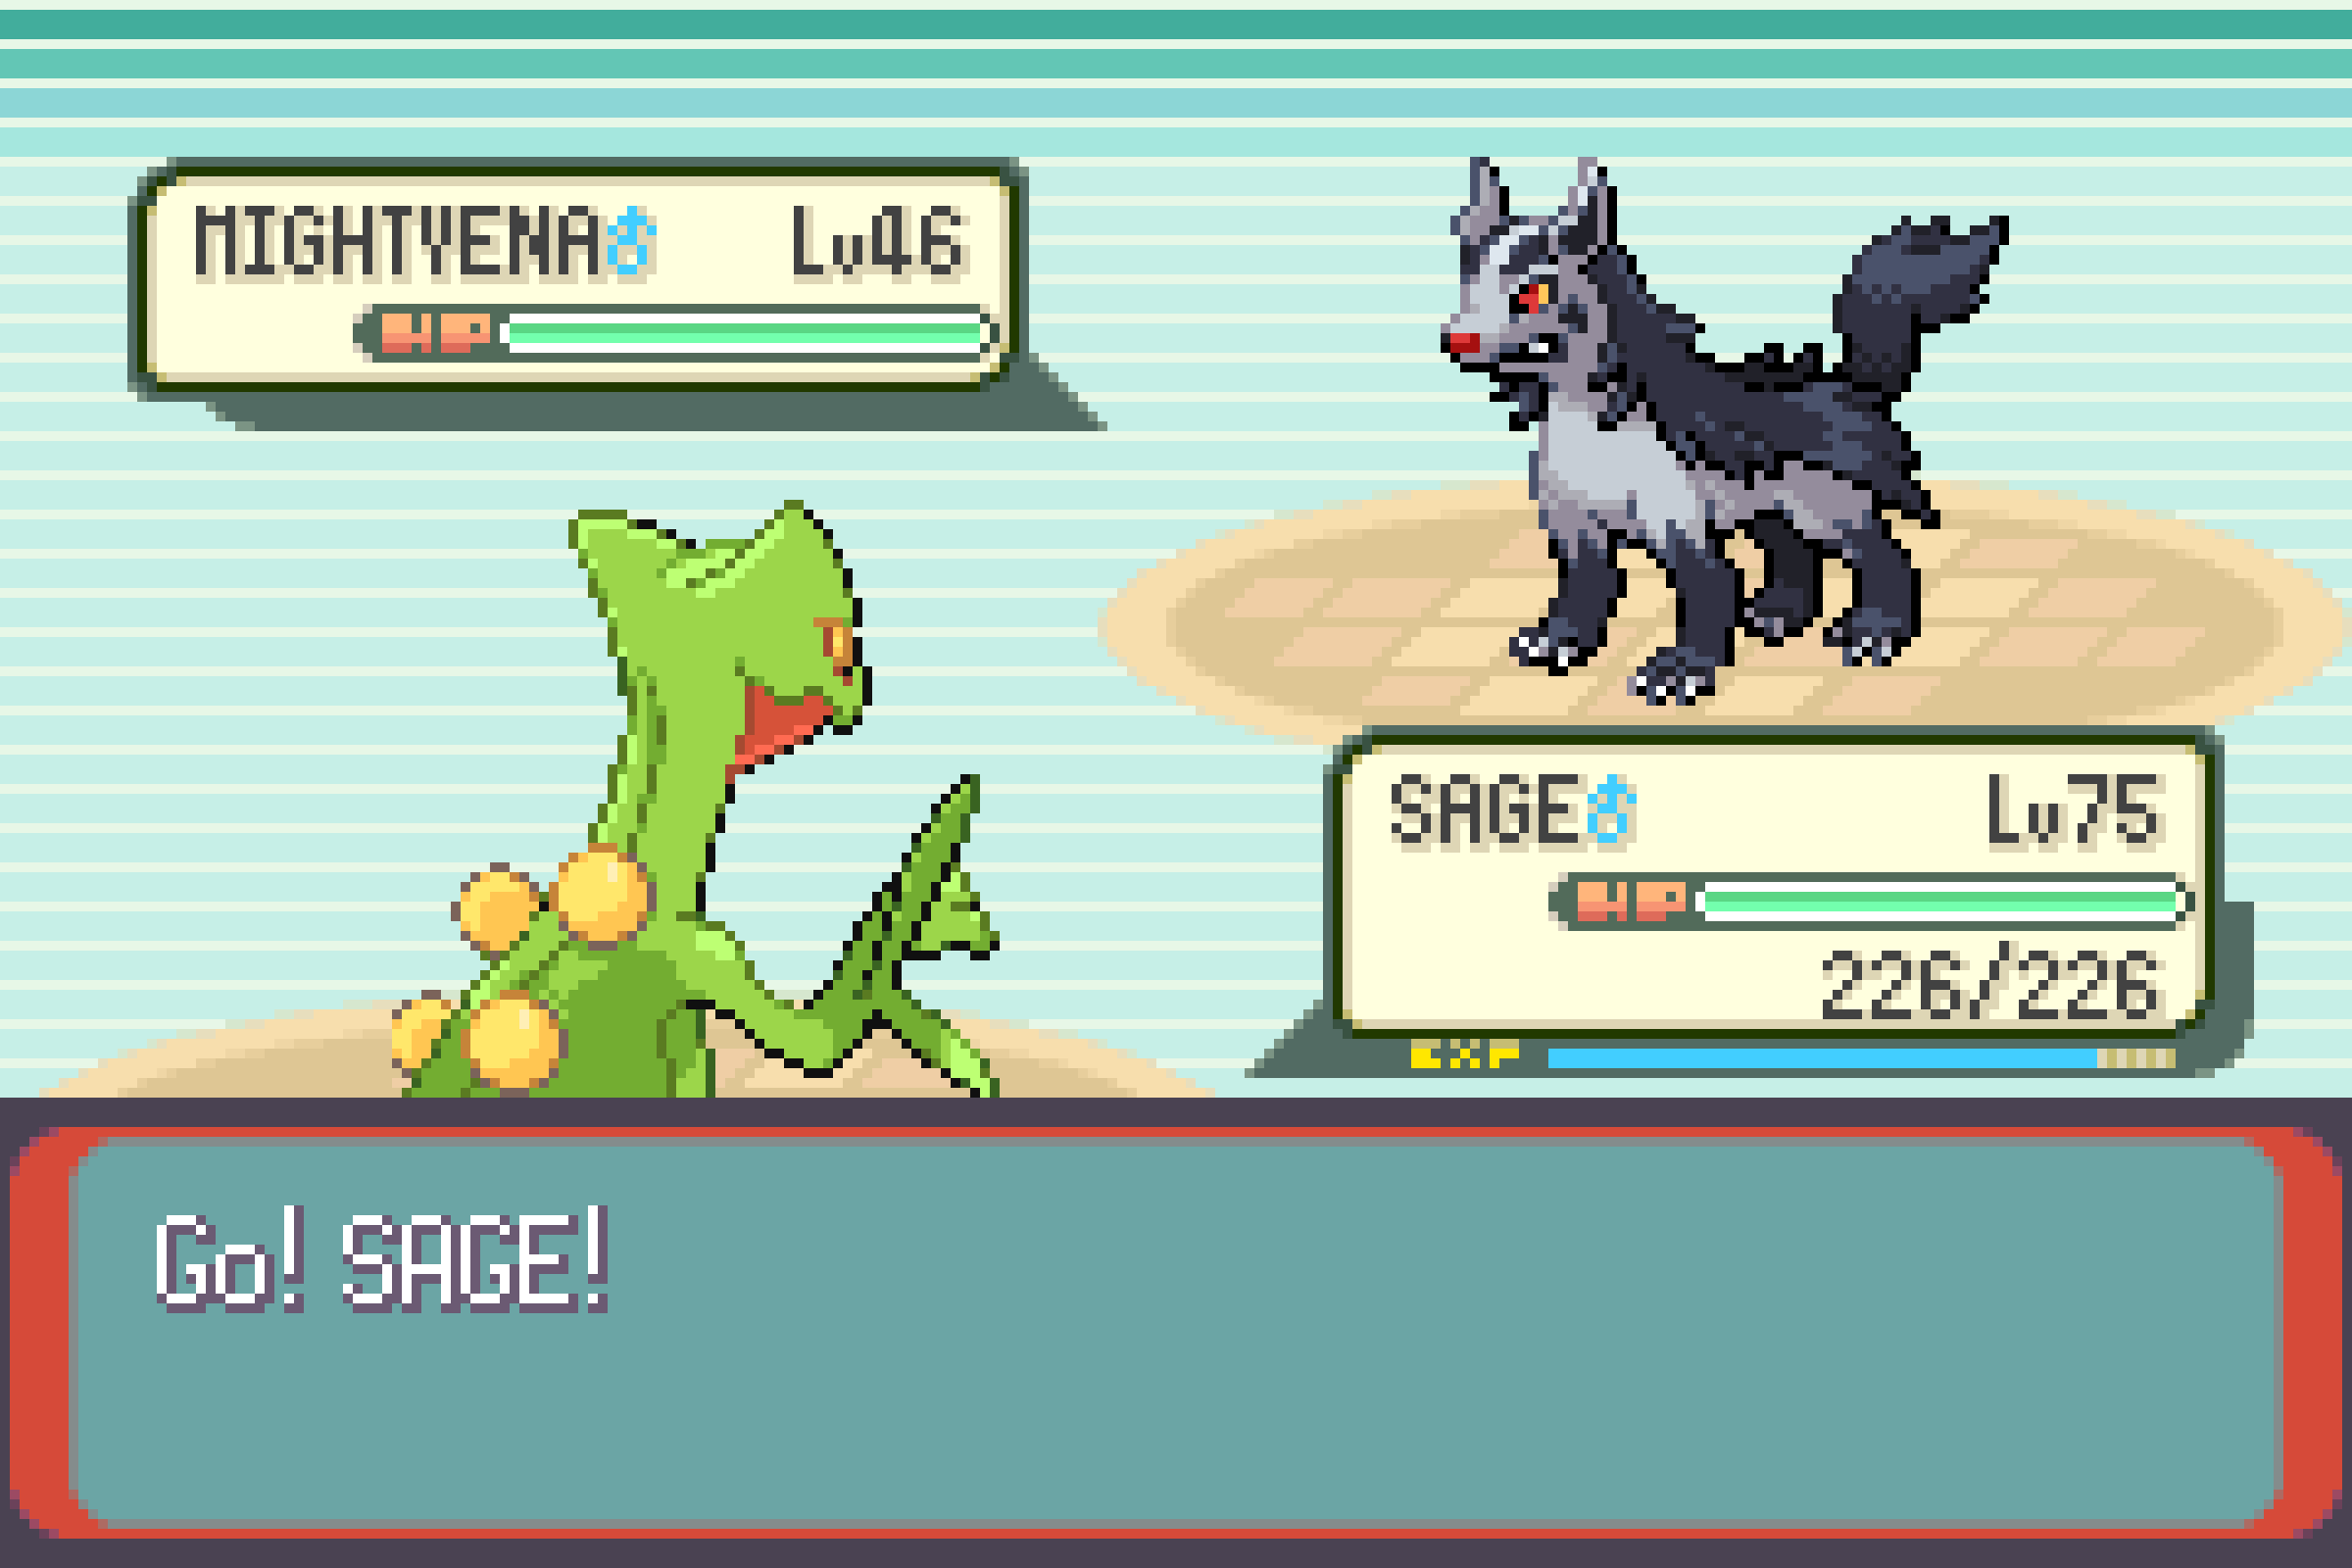 MIGHTYENA♂ Lv46
HP
SAGE♂ Lv75
HP
226/226
EXP
Go! SAGE!